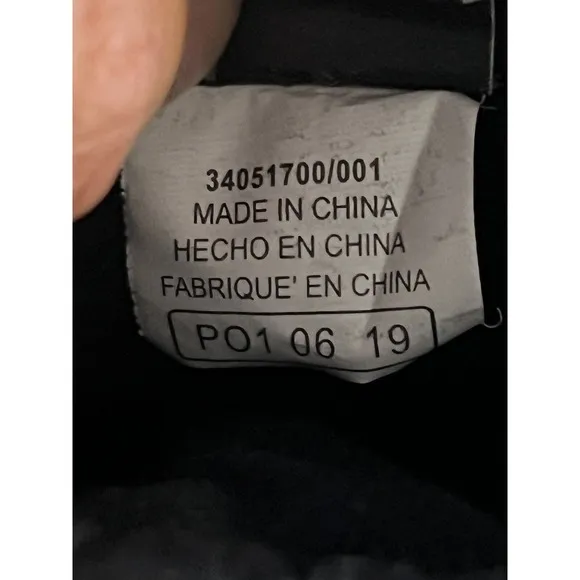 34051700/001
MADE IN CHINA
HECHO EN CHINA
FABRIQUE' EN CHINA
PO1 06 19